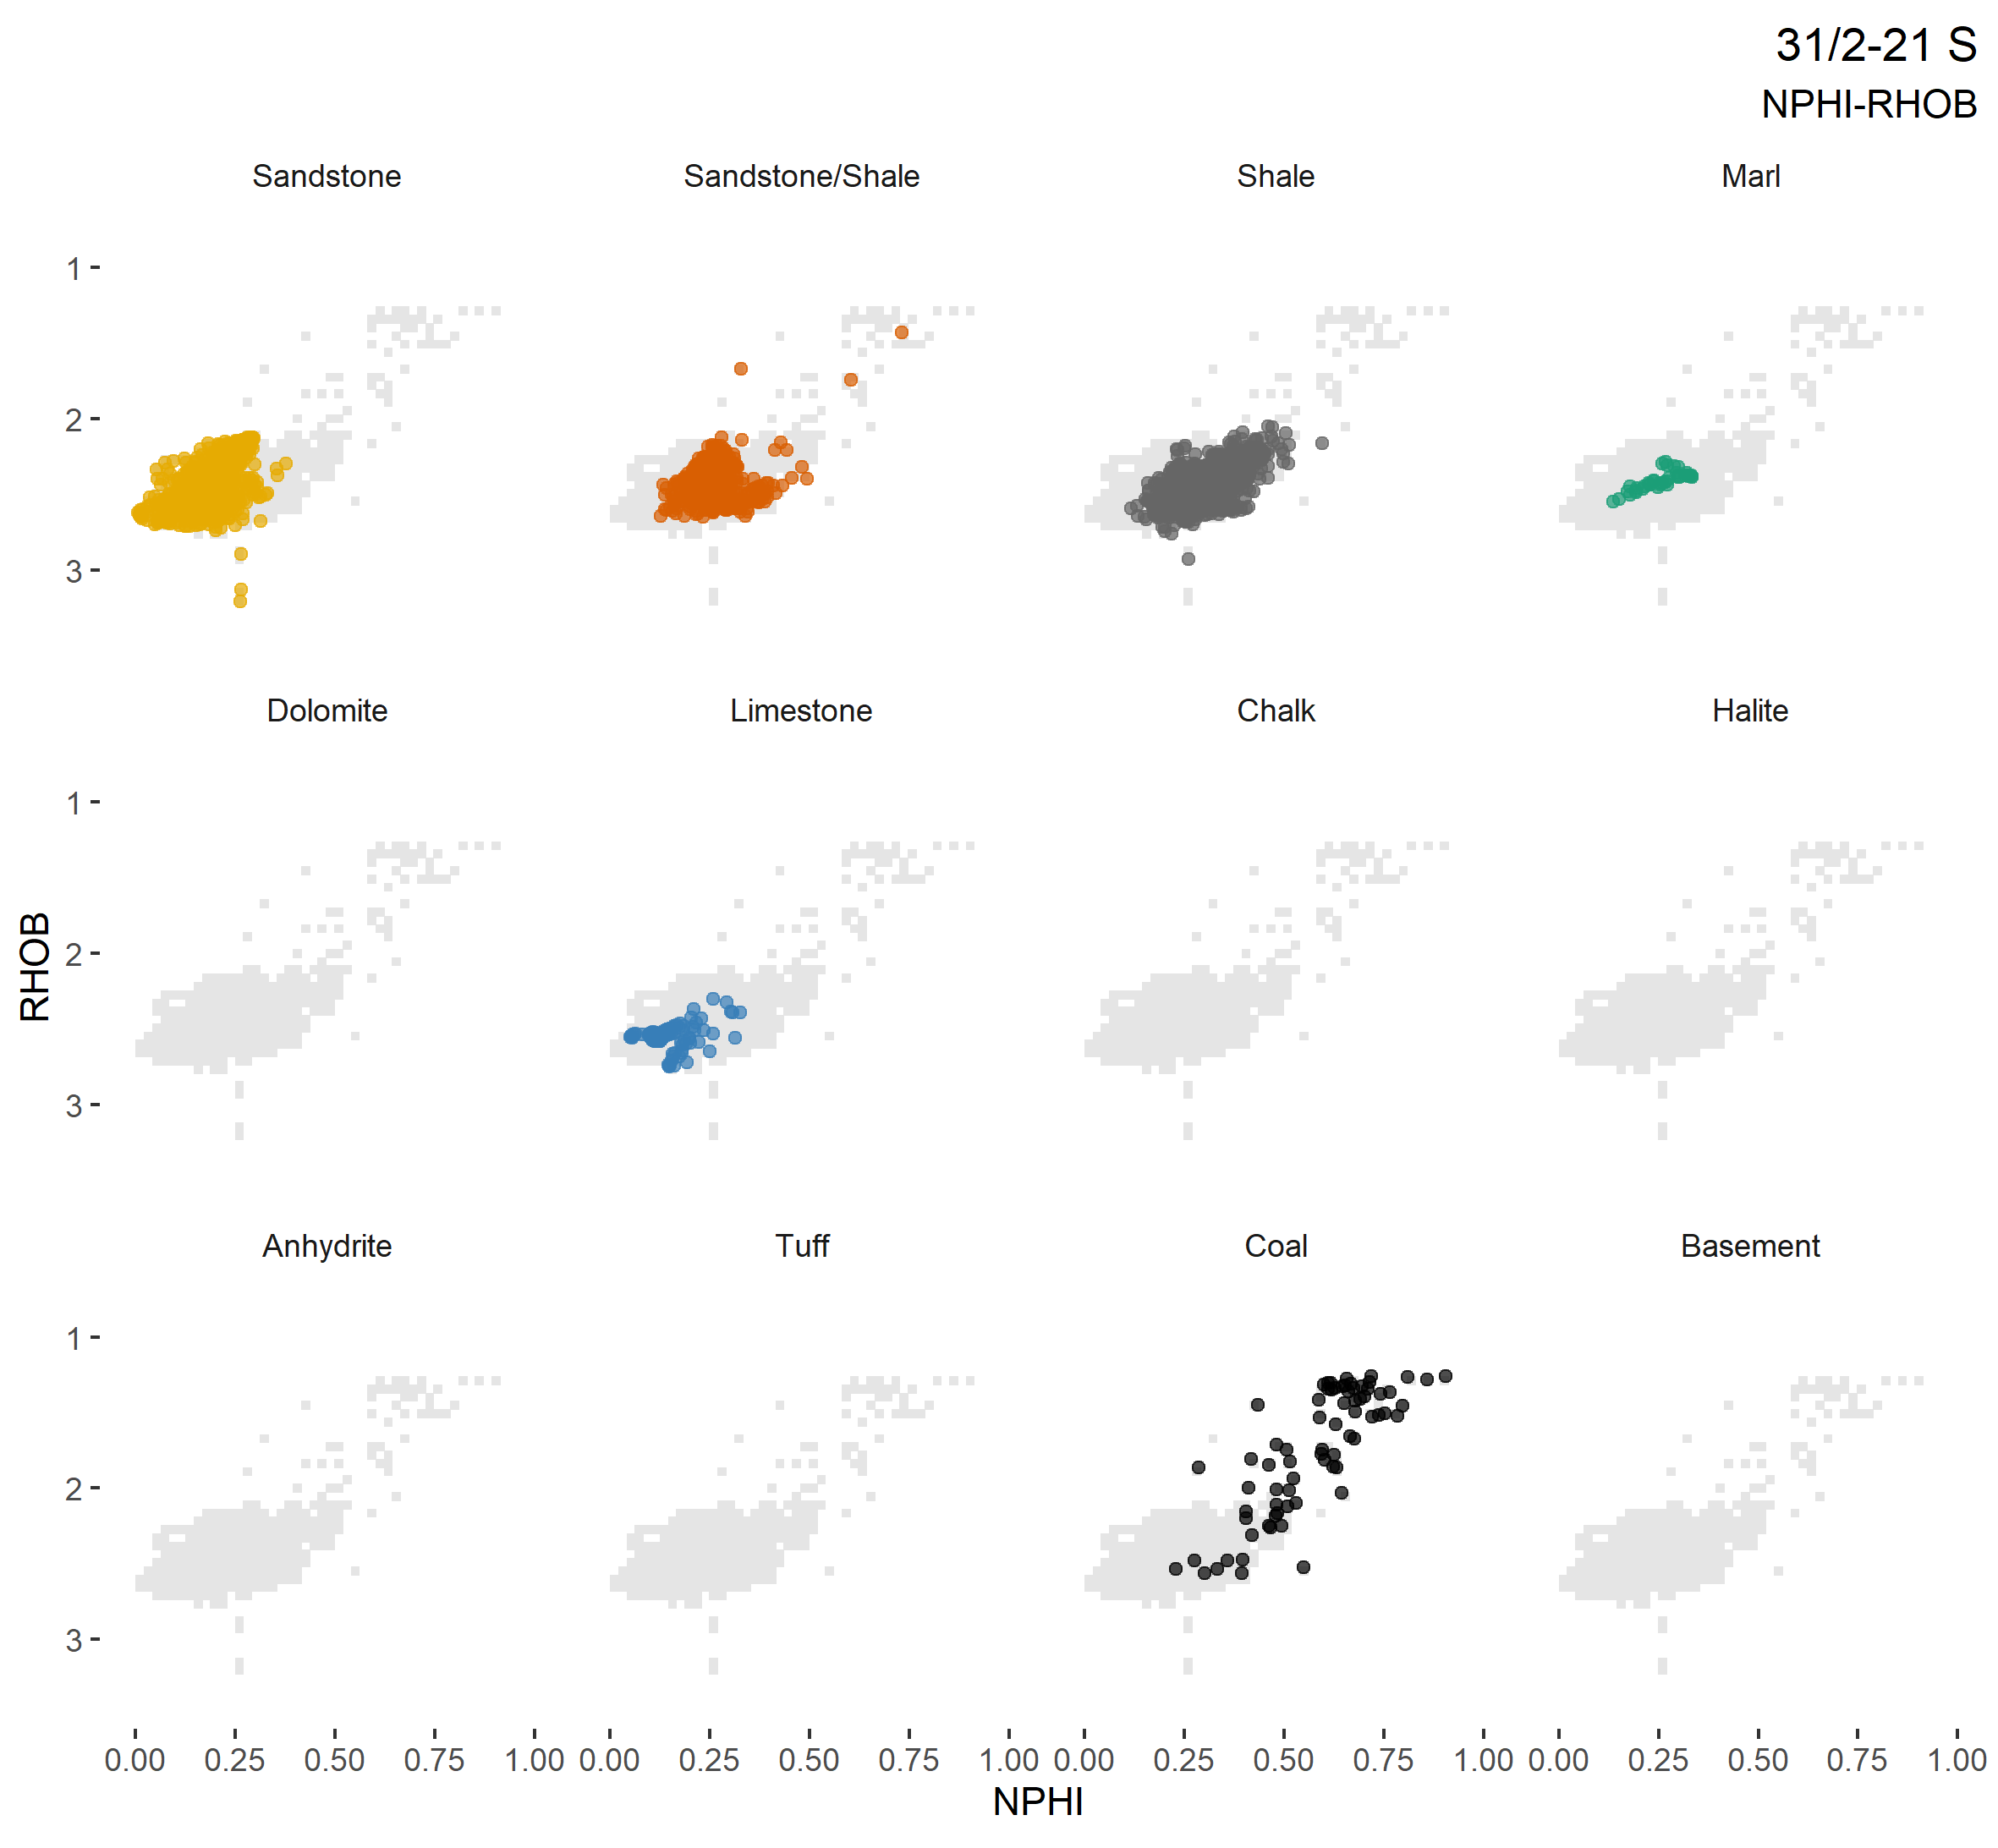 31/2-21 S
NPHI-RHOB
Sandstone Sandstone/Shale Shale Marl
1
2
3
Dolomite Limestone Chalk Halite
1
2
3
RHOB
Anhydrite Tuff Coal Basement
1
2
3
0.00 0.25 0.50 0.75 1.00 0.00 0.25 0.50 0.75 1.00 0.00 0.25 0.50 0.75 1.00 0.00 0.25 0.50 0.75 1.00
NPHI